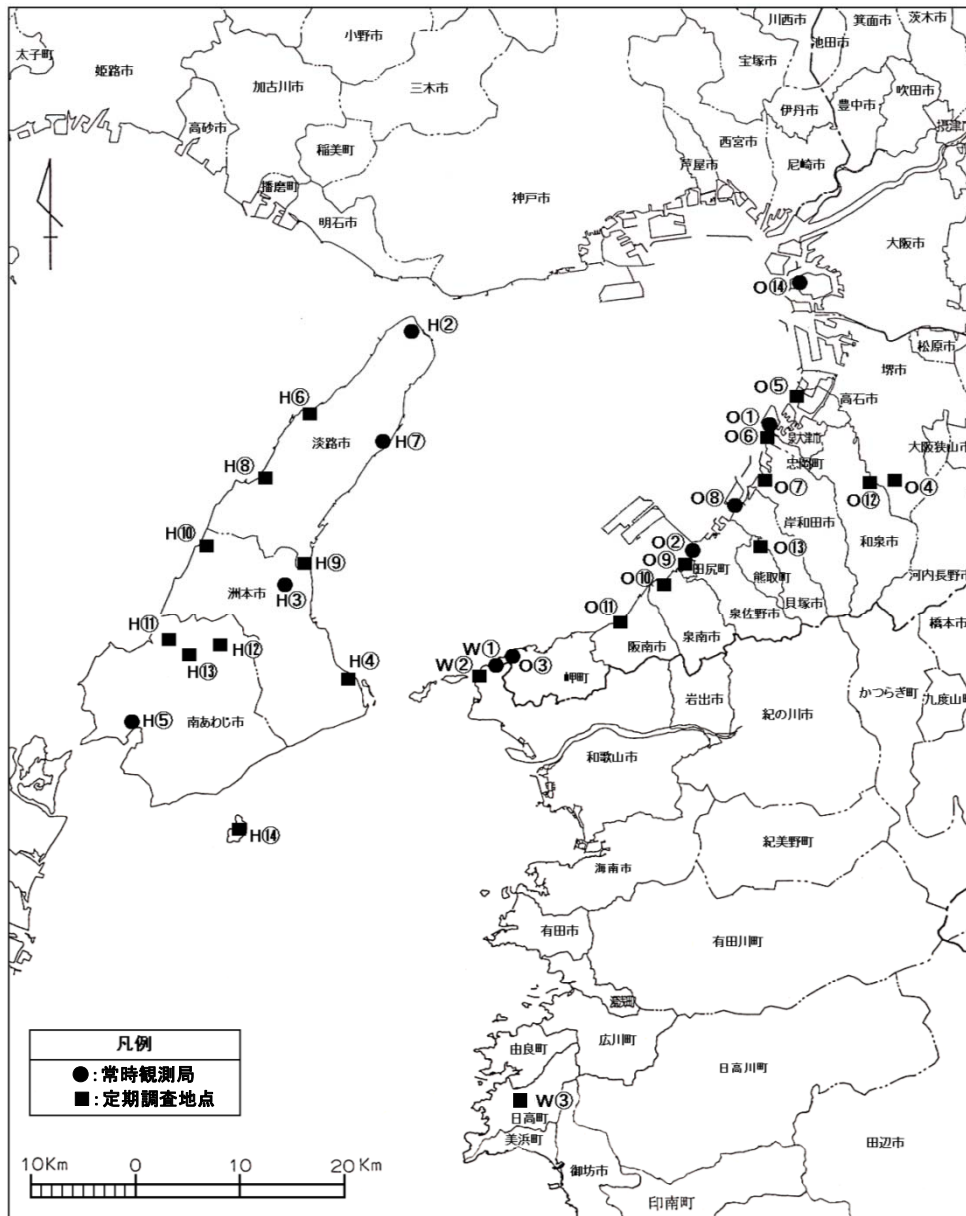 小野市
川西市
箕面市
茨木市
太子町
池田市
姫路市
宝塚市
加古川市
三木市
吹田市
伊丹市
豊中市
高砂市
摂津市
西宮市
稲美町
芦屋市
尼崎市
播磨町
神戸市
明石市
大阪市
O⑭
H②
松原市
堺市
O⑤
H⑥
高石市
O①
淡路市
H⑦
O⑥
泉大津市
大阪狭山市
忠岡町
H⑧
O⑦
O⑫
O④
O⑧
岸和田市
H⑩
O②
和泉市
H⑨
O⑨
田尻町
O⑬
O⑩
熊取町
河内長野市
洲本市
H③
貝塚市
泉佐野市
O⑪
橋本市
H⑪
泉南市
阪南市
H⑫
W①
H⑬
W②
O③
H④
岬町
かつらぎ町
九度山町
岩出市
紀の川市
H⑤
南あわじ市
和歌山市
H⑭
紀美野町
海南市
有田市
有田川町
凡例
由良町
広川町
●:常時観測局
日高川町
■:定期調査地点
W③
日高町
美浜町
田辺市
10Km
0
10
20 Km
御坊市
印南町